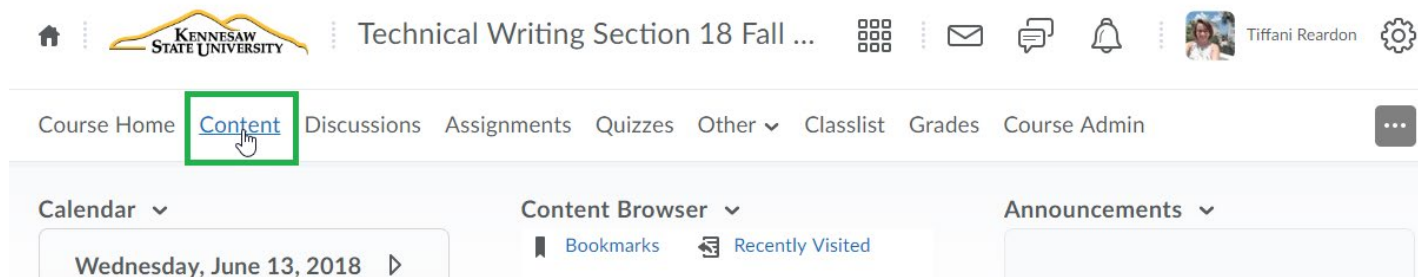 KENNESAW
STATE UNIVERSITY
Technical Writing Section 18 Fall ...
Tiffani Reardon
Course Home Content Discussions Assignments Quizzes Other Classlist Grades Course Admin
Calendar
Content Browser
Announcements
Wednesday, June 13, 2018
Bookmarks Recently Visited